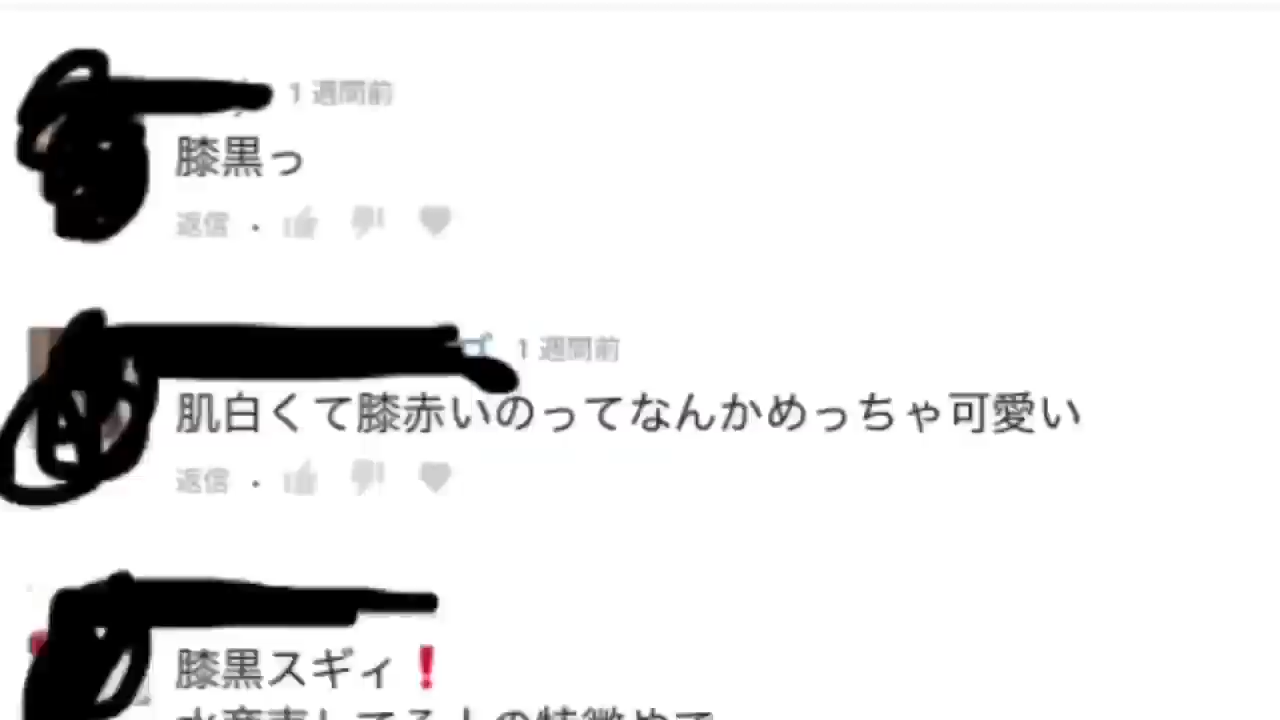 1 週間前
膝黒っ
返信
1 週間前
肌白くて膝赤いのってなんかめっちゃ可愛い
返信
膝黒スギィ❗